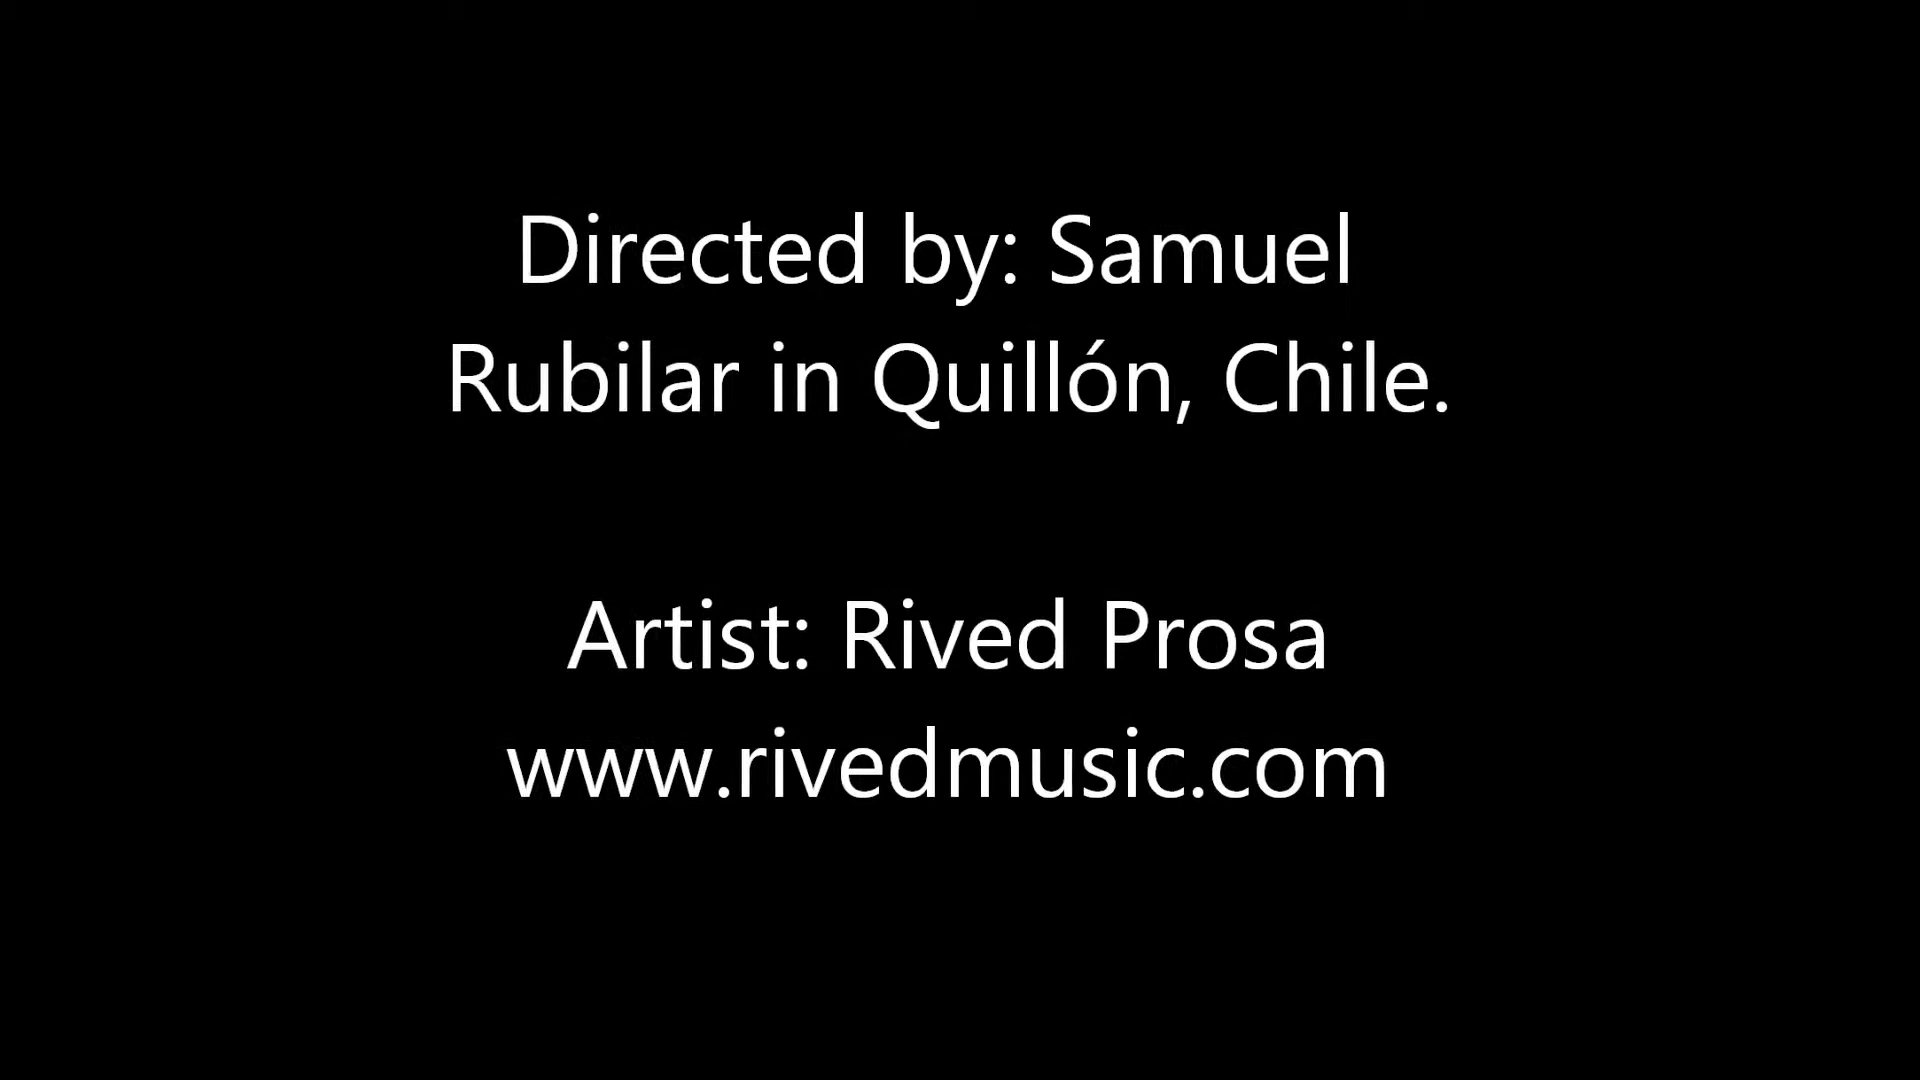 Directed by: Samuel
Rubilar in Quillón, Chile.
Artist: Rived Prosa
www.rivedmusic.com